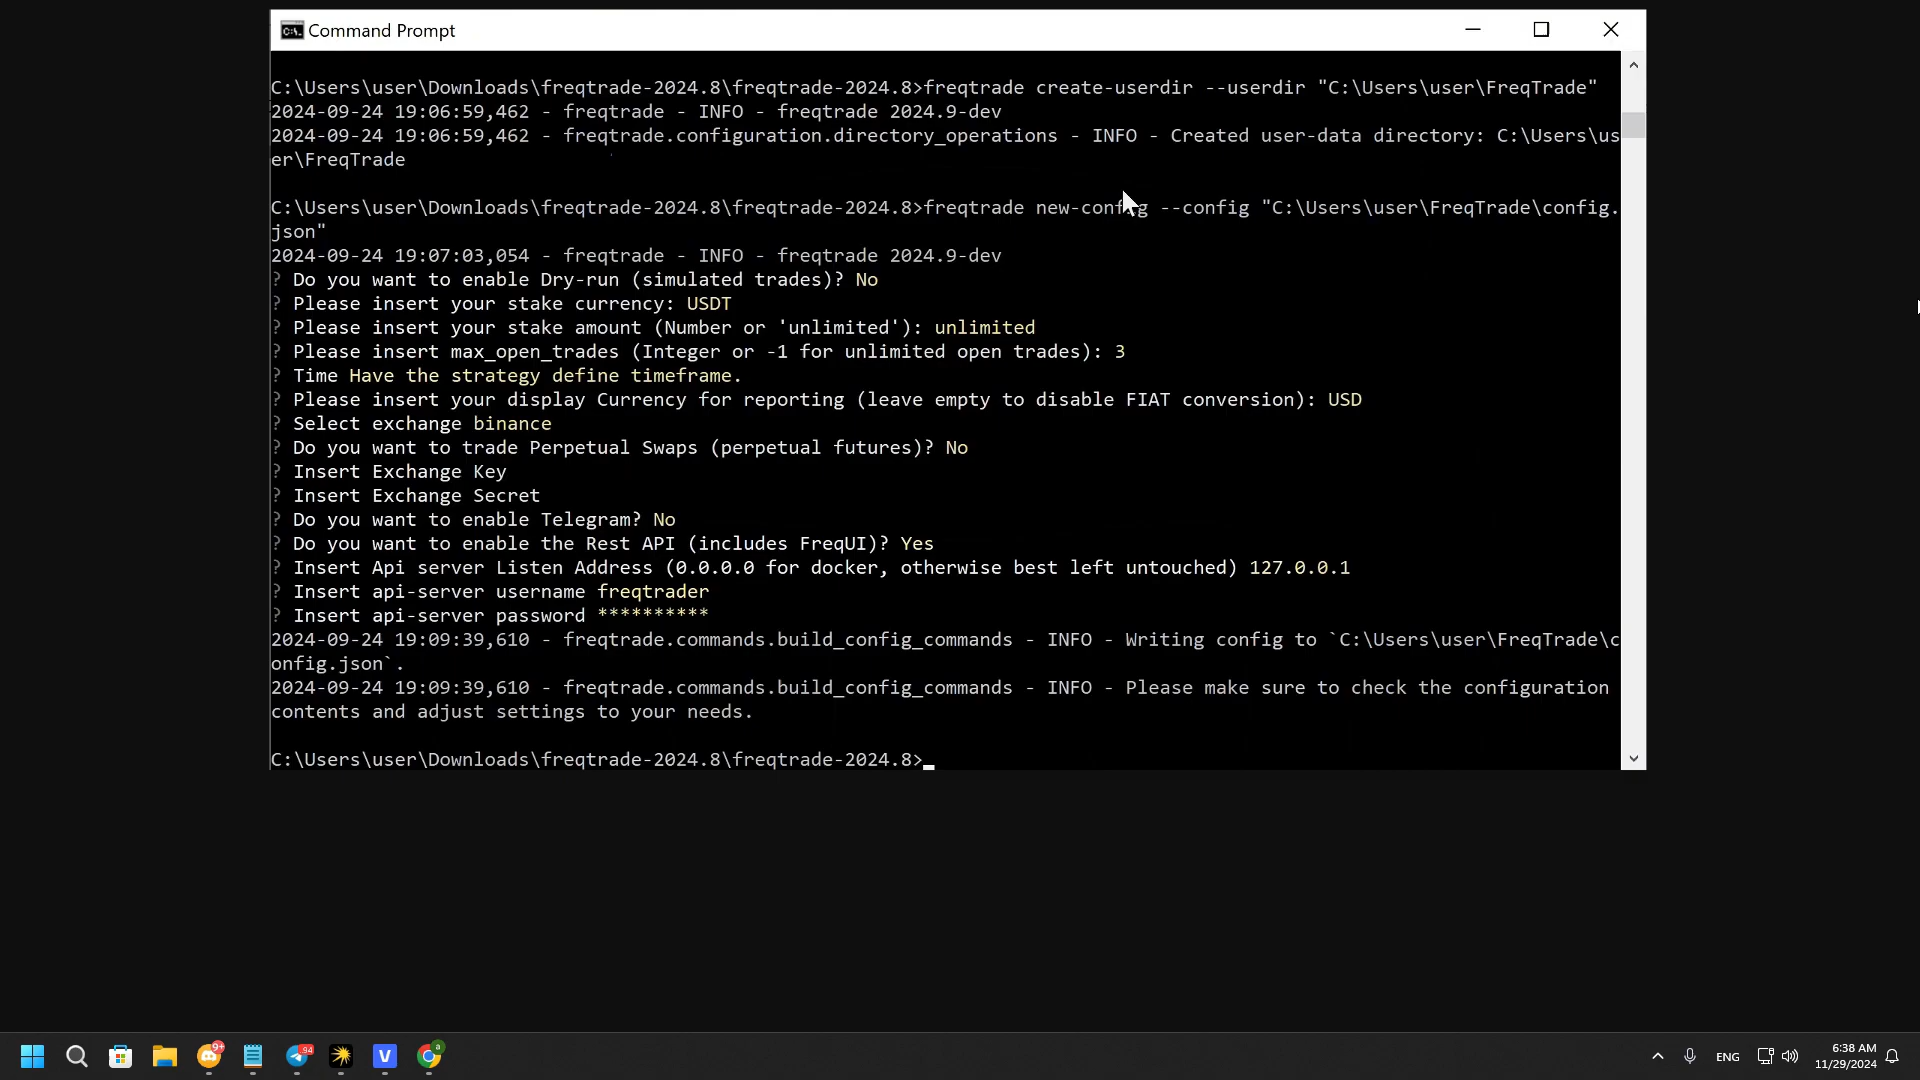 Command Prompt
C:\Users\user\Downloads\freqtrade-2024.8\freqtrade-2024.8>freqtrade create-userdir --userdir "C:\Users\user\FreqTrade"
2024-09-24 19:06:59,462 - freqtrade - INFO - freqtrade 2024.9-dev
2024-09-24 19:06:59,462 - freqtrade.configuration.directory_operations - INFO - Created user-data directory: C:\Users\us
er\FreqTrade
C:\Users\user\Downloads\freqtrade-2024.8\freqtrade-2024.8>freqtrade new-config --config "C:\Users\user\FreqTrade\config.
json"
2024-09-24 19:07:03,054 - freqtrade - INFO - freqtrade 2024.9-dev
? Do you want to enable Dry-run (simulated trades)? No
? Please insert your stake currency: USDT
? Please insert your stake amount (Number or 'unlimited'): unlimited
? Please insert max_open_trades (Integer or -1 for unlimited open trades): 3
? Time Have the strategy define timeframe.
? Please insert your display Currency for reporting (leave empty to disable FIAT conversion): USD
? Select exchange binance
? Do you want to trade Perpetual Swaps (perpetual futures)? No
? Insert Exchange Key
? Insert Exchange Secret
? Do you want to enable Telegram? No
? Do you want to enable the Rest API (includes FreqUI)? Yes
? Insert Api server Listen Address (0.0.0.0 for docker, otherwise best left untouched) 127.0.0.1
? Insert api-server username freqtrader
? Insert api-server password **********
2024-09-24 19:09:39,610 - freqtrade.commands.build_config_commands - INFO - Writing config to `C:\Users\user\FreqTrade\c
onfig.json`.
2024-09-24 19:09:39,610 - freqtrade.commands.build_config_commands - INFO - Please make sure to check the configuration
contents and adjust settings to your needs.
C:\Users\user\Downloads\freqtrade-2024.8\freqtrade-2024.8>
9+
94
V
a
ENG
6:38 AM
11/29/2024